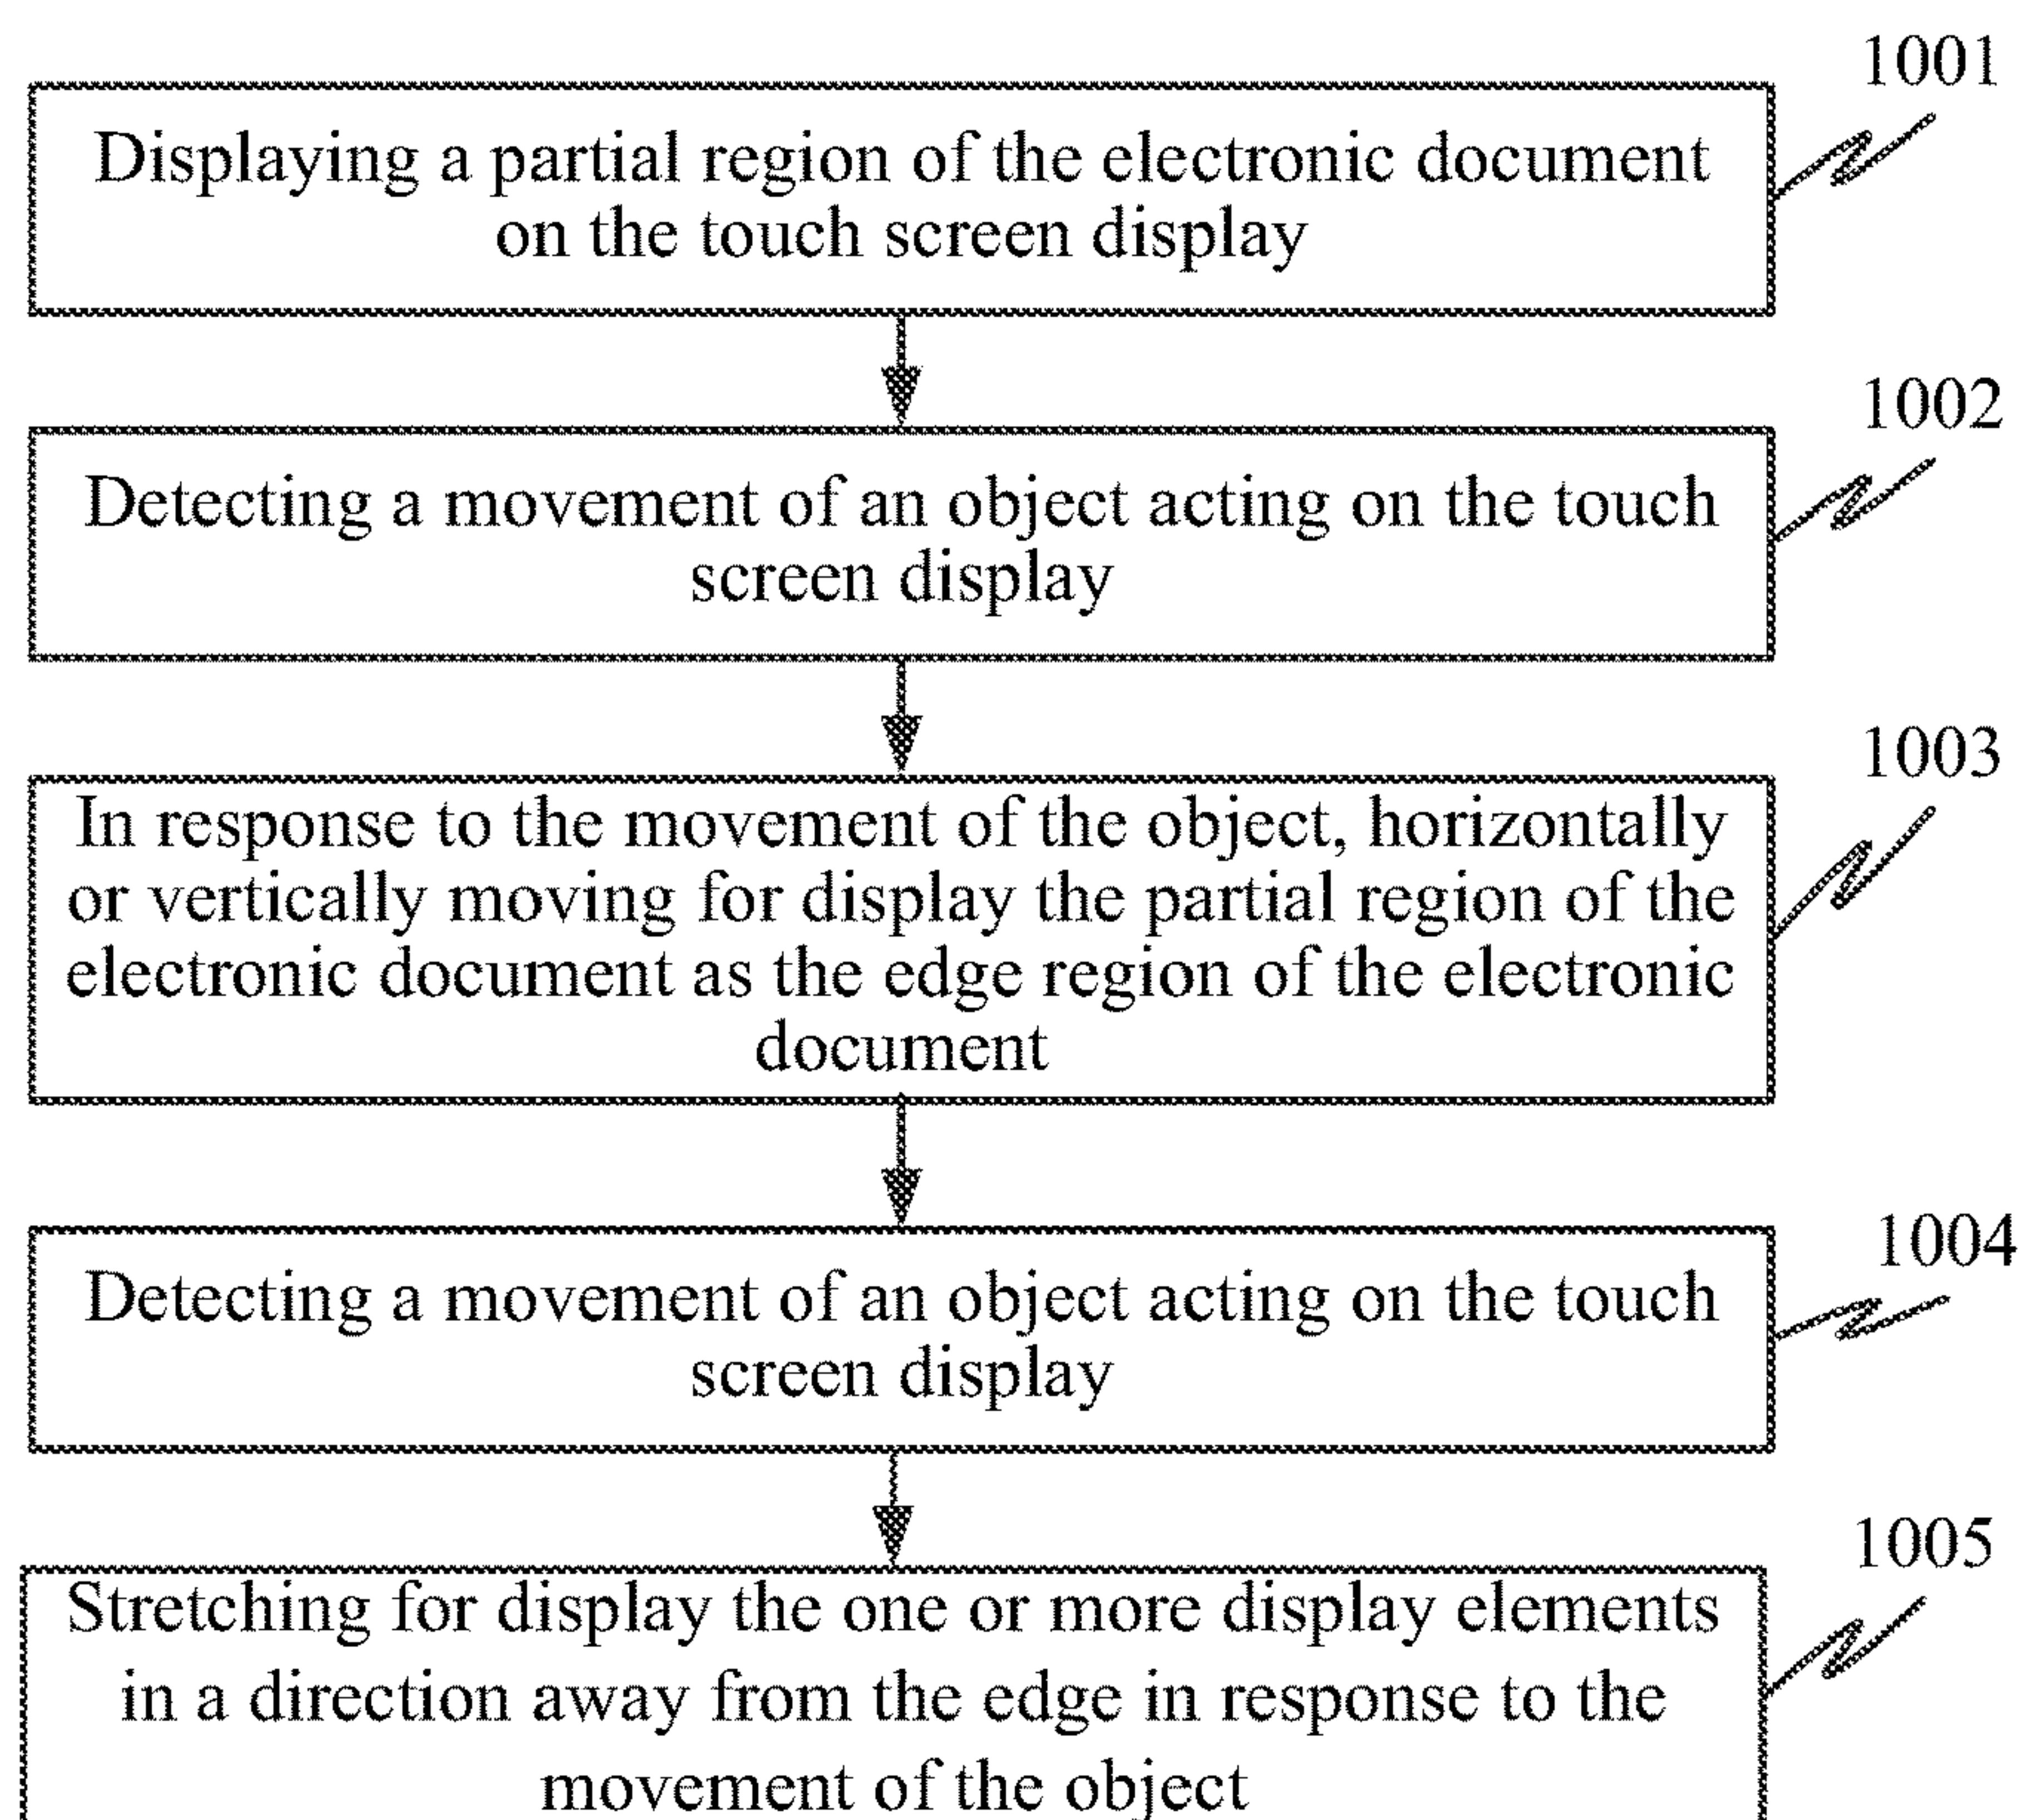 1001
Displaying a partial region of the electronic document
on the touch screen display
1002
Detecting a movement of an object acting on the touch
screen display
1003
In response to the movement of the object, horizontally
or vertically moving for display the partial region of the
electronic document as the edge region of the electronic
document
1004
Detecting a movement of an object acting on the touch
screen display
1005
Stretching for display the one or more display elements
in a direction away from the edge in response to the
movement of the object